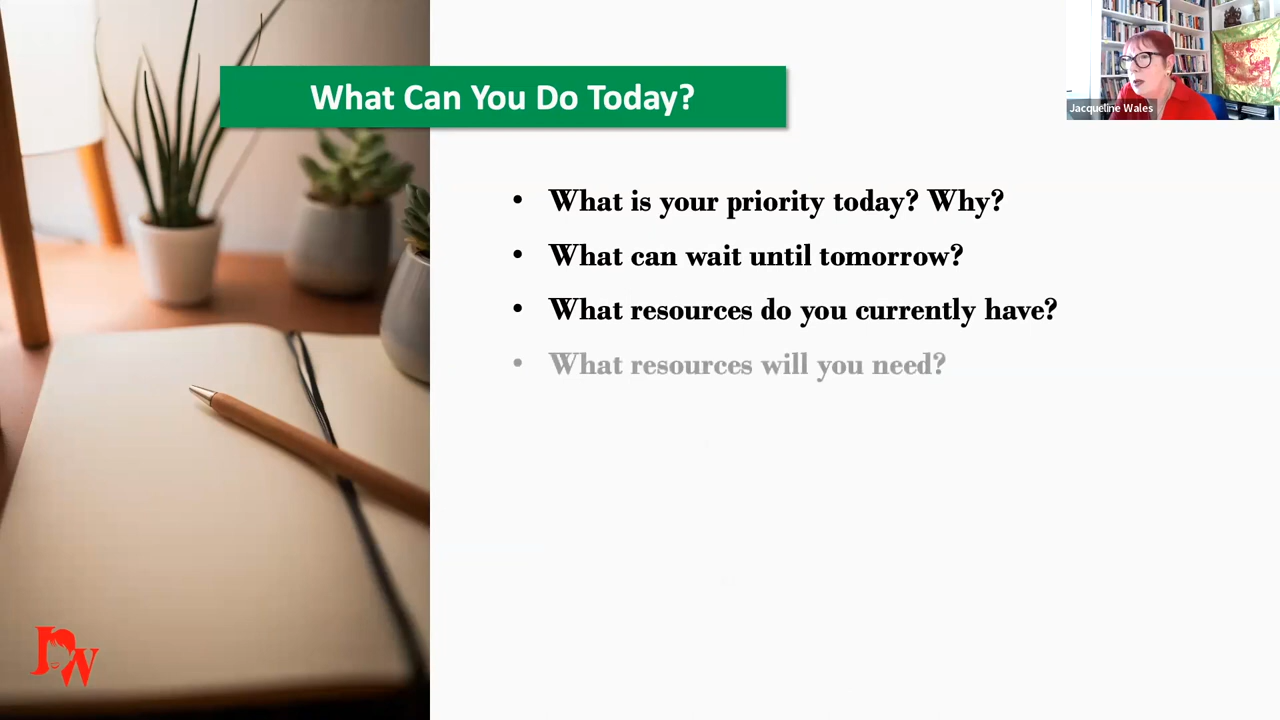 What Can You Do Today?
Jacqueline Wales
• What is your priority today? Why?
• What can wait until tomorrow?
• What resources do you currently have?
• What resources will you need?
JW